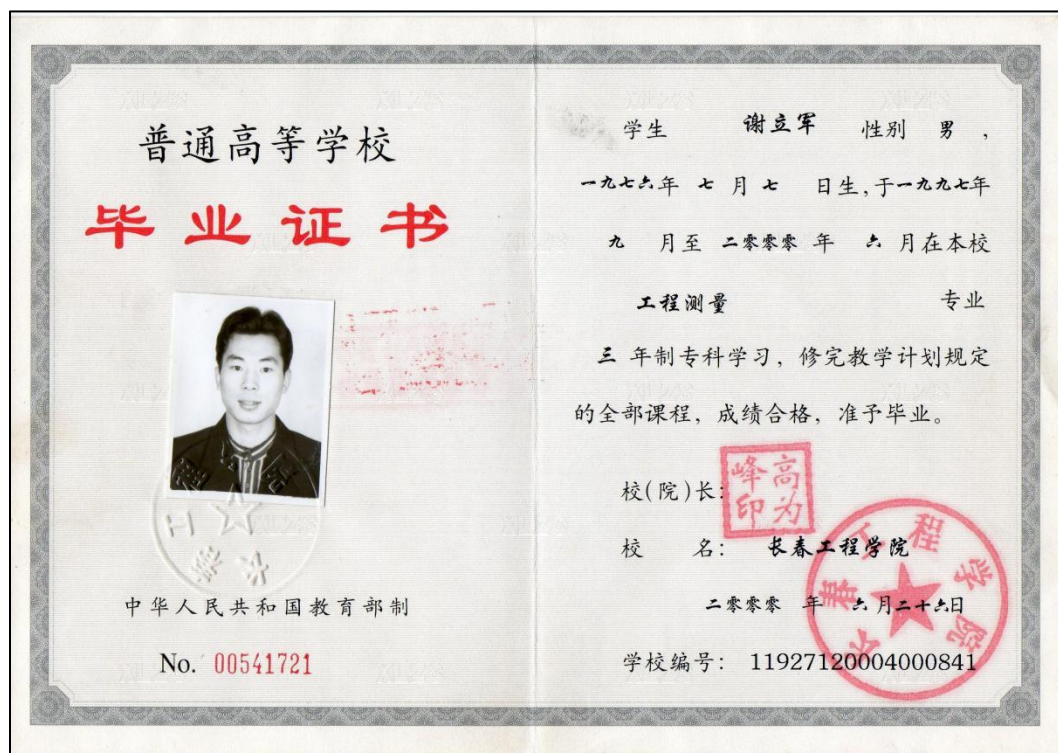 普通高等学校
毕业证书
中华人民共和国教育部制
No. 00541721
学生 谢立军 性别 男，
一九七六年 七 月 七 日生，于一九九七年
九 月至 二零零零 年 六 月在本校
工程测量 专业
三 年制专科学习，修完教学计划规定
的全部课程，成绩合格，准予毕业。
校(院)长：
高为峰印
校 名： 长春工程学院
二零零零 年 六 月二十六日
学校编号： 11927120004000841
长春工程学院